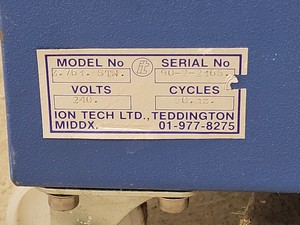 MODEL No SERIAL No
VOLTS CYCLES
240.
ION TECH LTD., TEDDINGTON
MIDDX. 01-977-8275